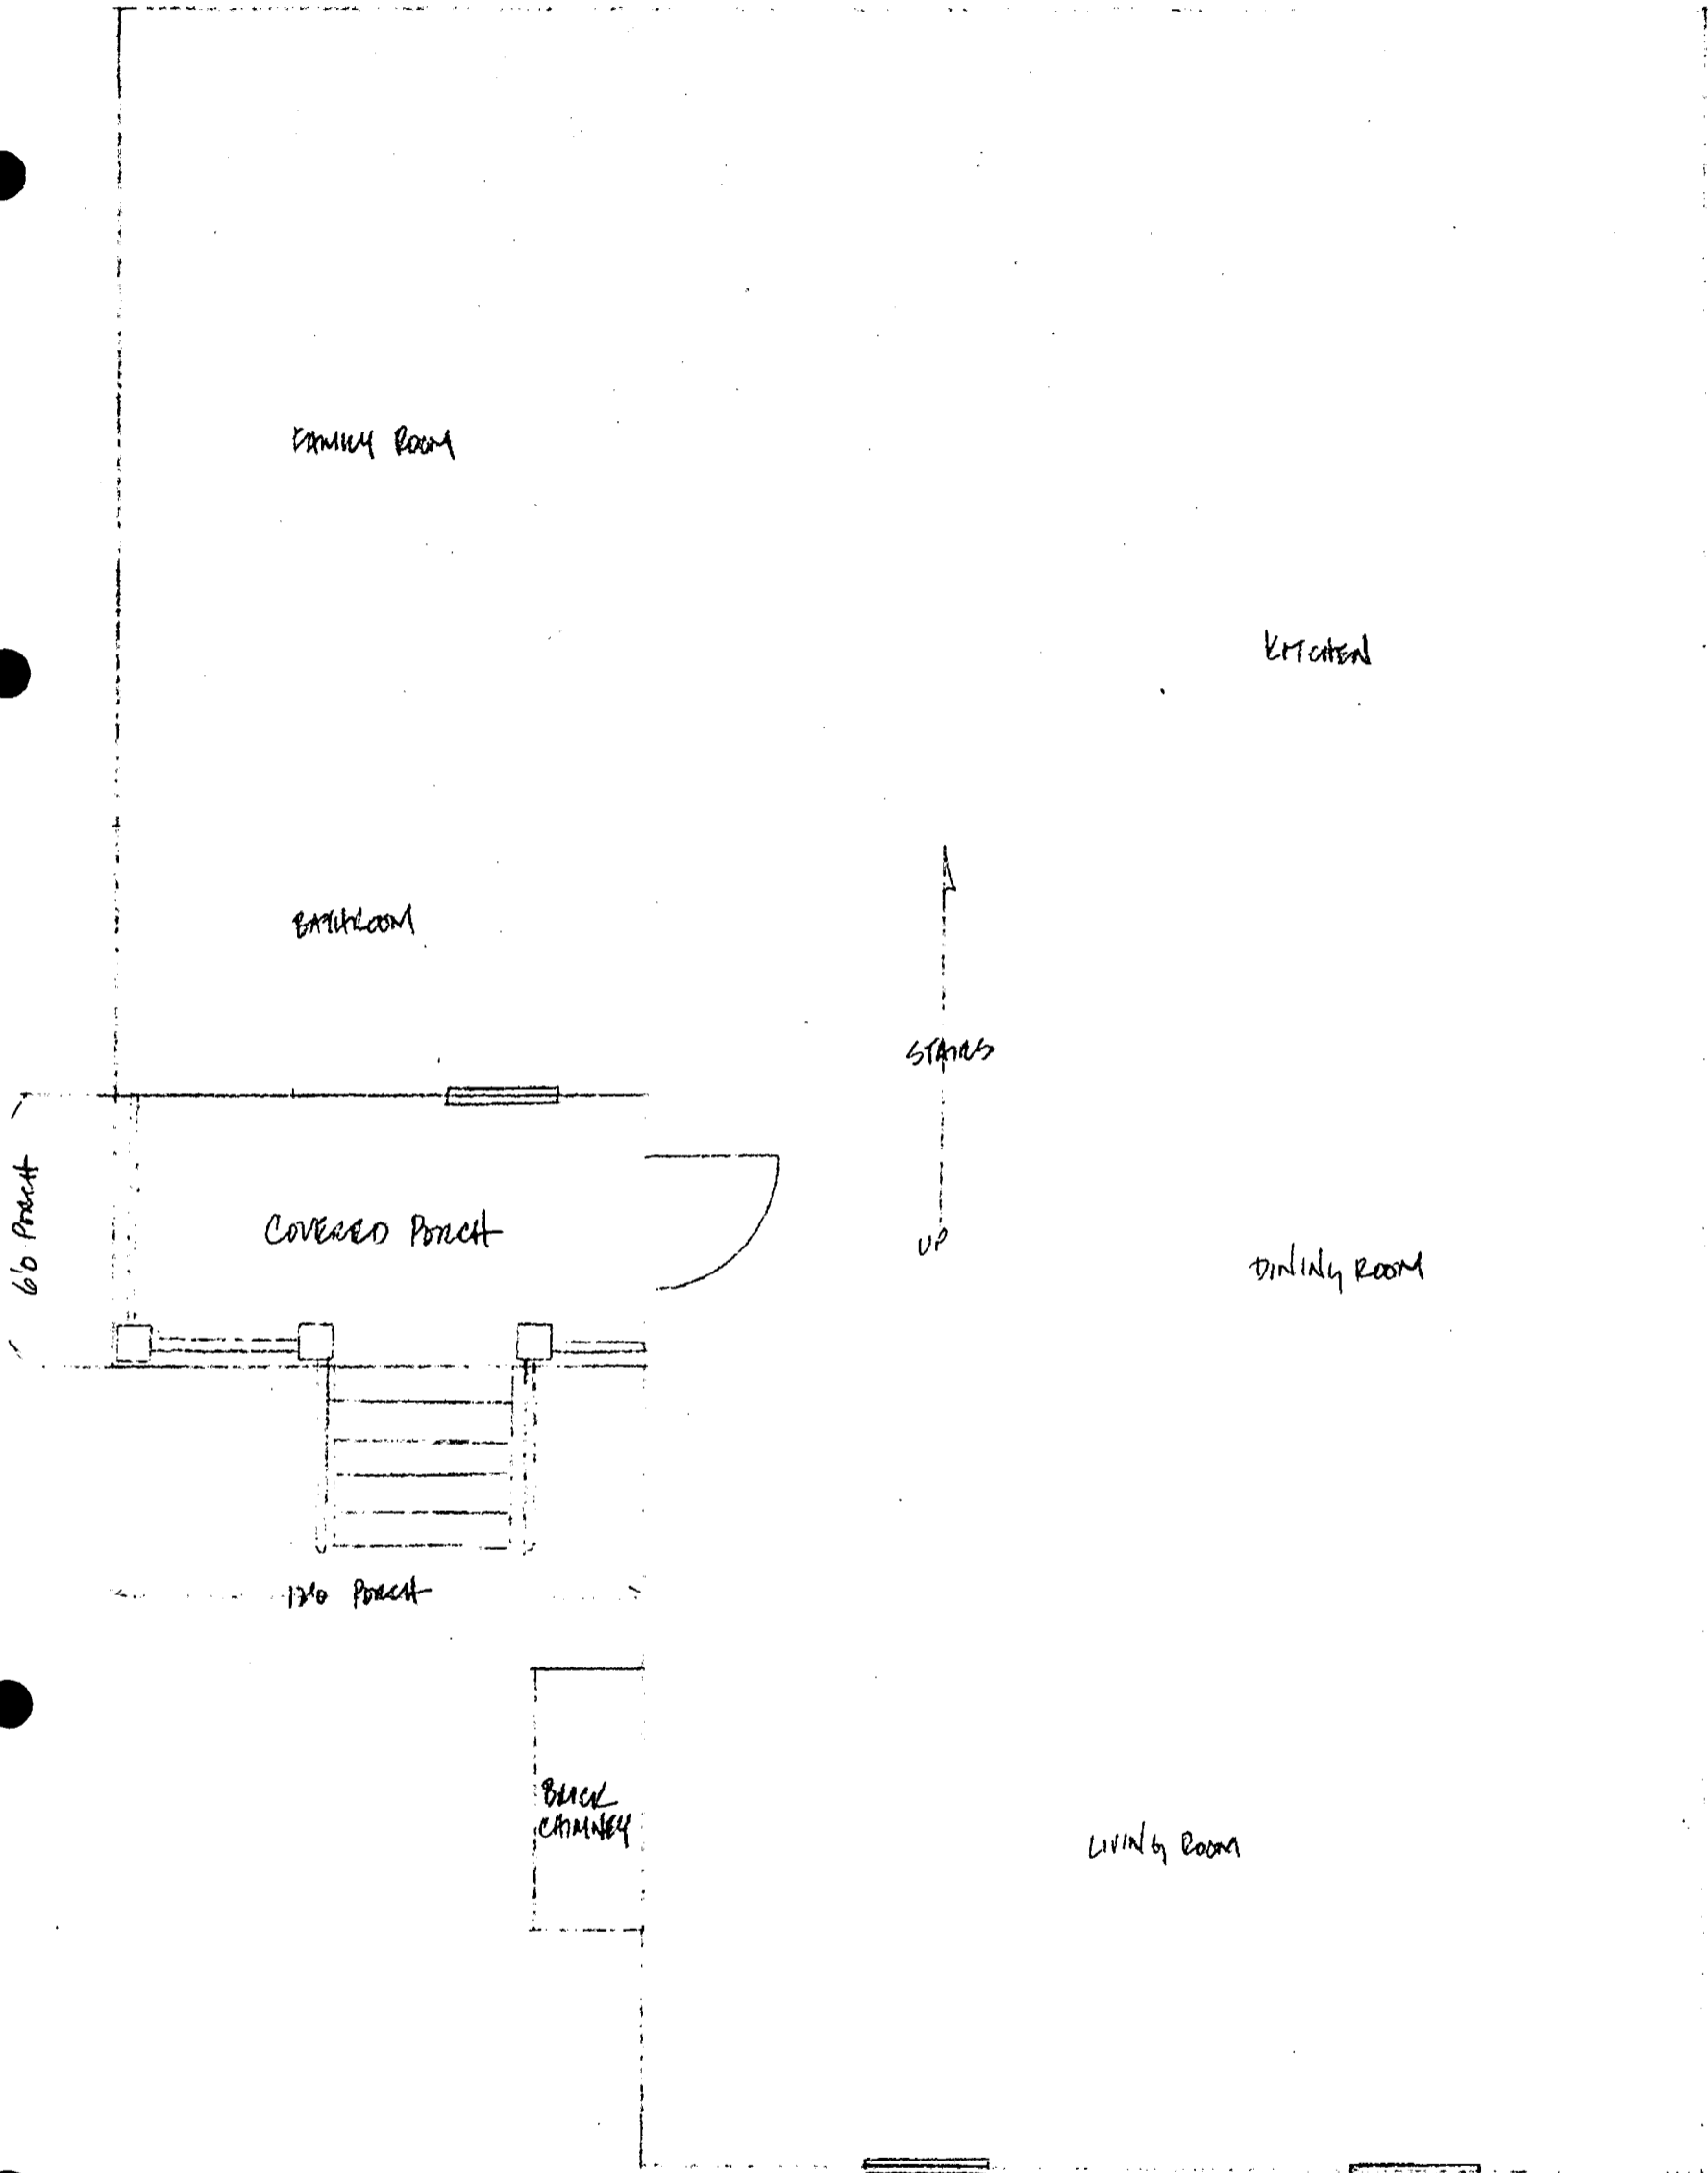 FAMILY ROOM
KITCHEN
BATHROOM
STAIRS
6'0 PORCH
COVERED PORCH
UP
DINING ROOM
12'0 PORCH
BRICK
CHIMNEY
LIVING ROOM